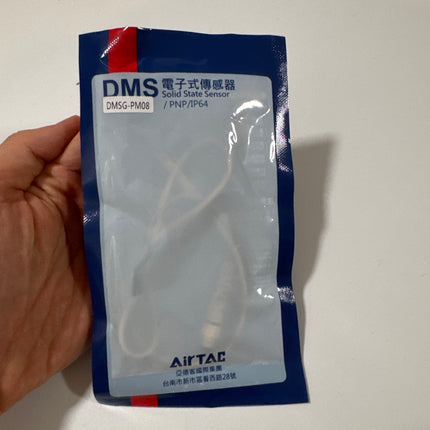 DMS 電子式傳感器
Solid State Sensor
DMSG-PM08 / PNP/IP64
AirTAC
亞德客國際集團
台南市新市區看西路28號